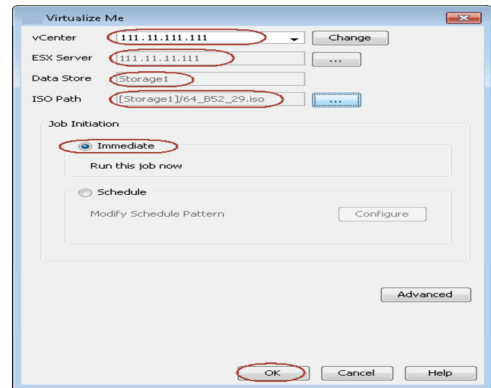 Virtualize Me
vCenter 111.11.111.111 Change
ESX Server 111.11.11.111 ...
Data Store Storage1
ISO Path [Storage1]/64_B52_29.iso ...
Job Initiation
Immediate
Run this job now
Schedule
Modify Schedule Pattern Configure
Advanced
OK Cancel Help